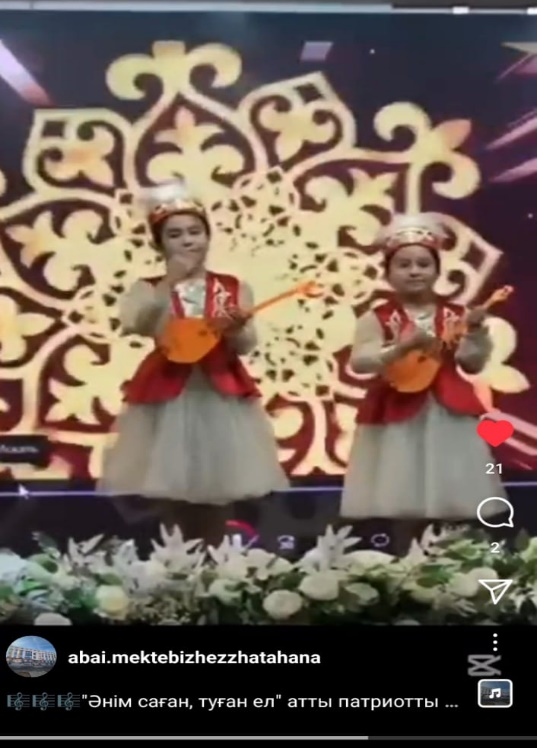 21
2
abai.mektebizhezzhatahana
"Әнім саған, туған ел" атты патриотты ...